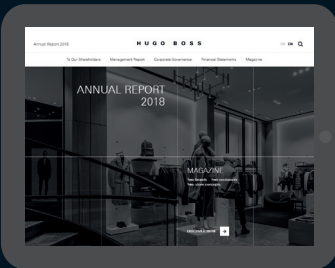 Annual Report 2018
HUGO BOSS
DE EN
To Our Shareholders Management Report Corporate Governance Financial Statements Magazine
ANNUAL REPORT
2018
MAGAZINE